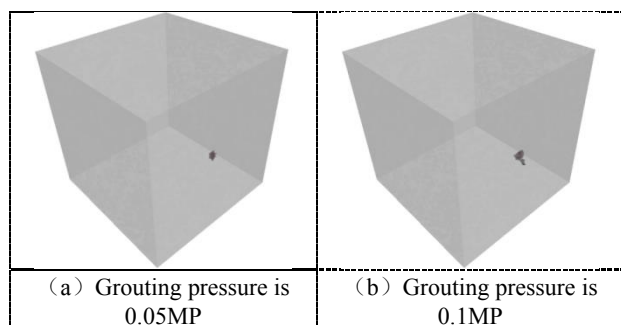 （a）Grouting pressure is
0.05MP
（b）Grouting pressure is
0.1MP